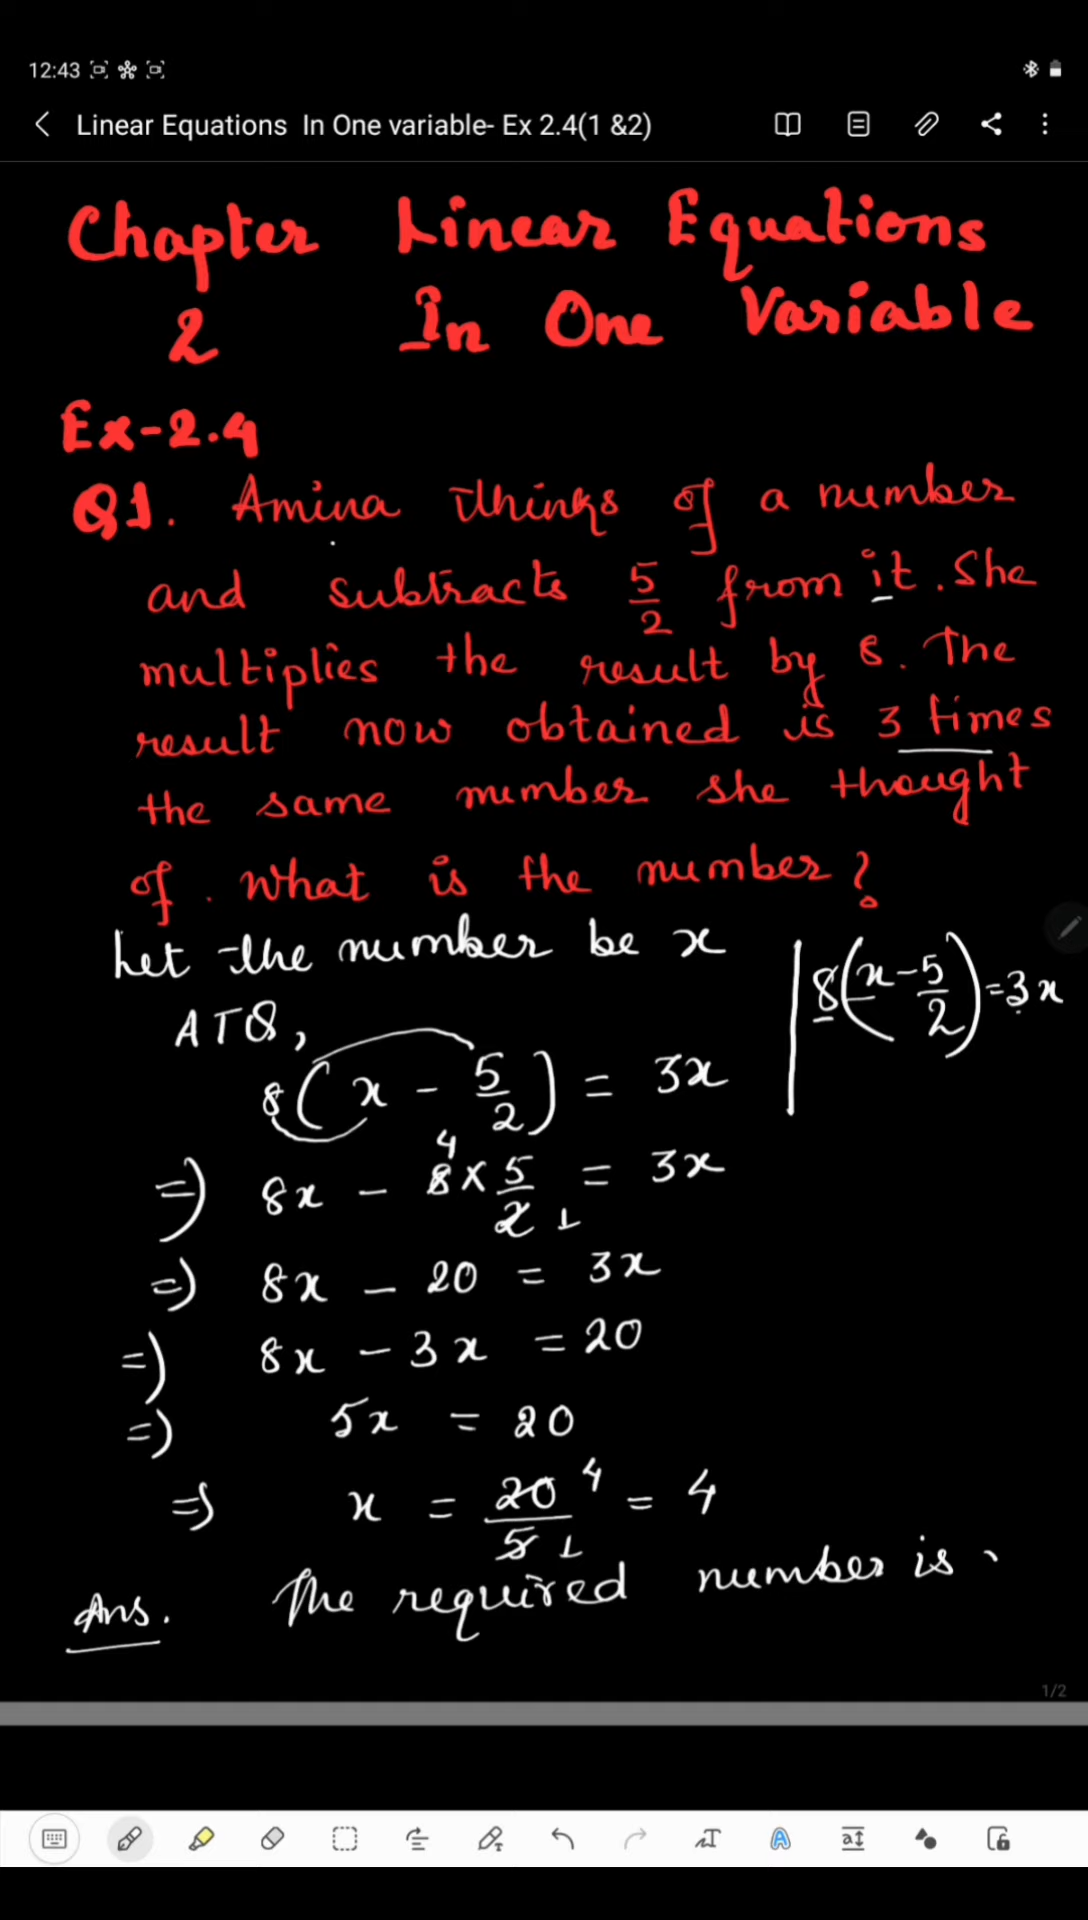 12:43
Linear Equations In One variable- Ex 2.4(1 &2)
Chapter Linear Equations
2 In One Variable
Ex-2.4
Q1. Amina thinks of a number
and subtracts 5/2 from it. She
multiplies the result by 8. The
result now obtained is 3 times
the same number she thought
of. What is the number?
Let the number be x
ATQ,
8(x - 5/2) = 3x
8(x - 5/2) = 3x
=) 8x - 8 4 × 5/2 1 = 3x
=) 8x - 20 = 3x
=) 8x - 3x = 20
=) 5x = 20
=) x = 20 4/5 1 = 4
Ans. The required number is
1/2